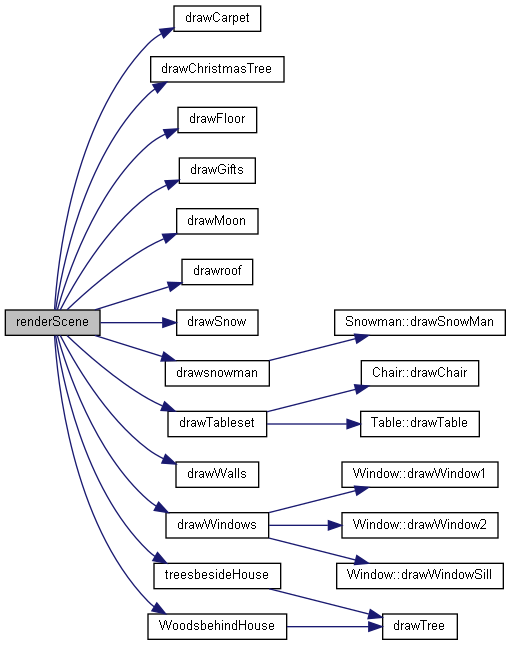 drawCarpet
drawChristmasTree
drawFloor
drawGifts
drawMoon
drawroof
renderScene
drawSnow
Snowman::drawSnowMan
drawsnowman
Chair::drawChair
drawTableset
Table::drawTable
drawWalls
Window::drawWindow1
drawWindows
Window::drawWindow2
treesbesideHouse
Window::drawWindowSill
WoodsbehindHouse
drawTree